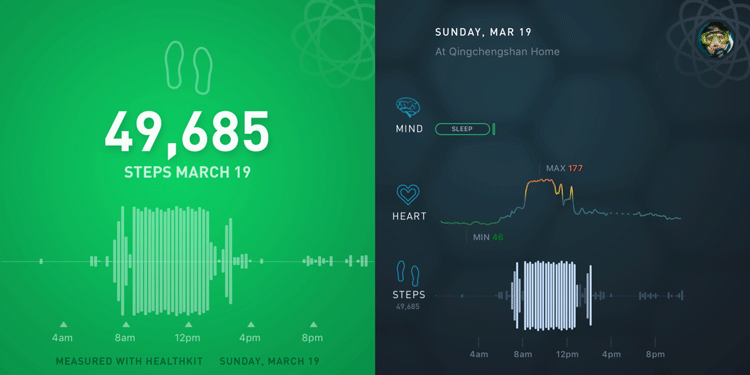 49,685
STEPS MARCH 19
4am 8am 12pm 4pm 8pm
MEASURED WITH HEALTHKIT SUNDAY, MARCH 19
SUNDAY, MAR 19
At Qingchengshan Home
MIND
SLEEP
MAX 177
HEART
MIN 46
STEPS
49,685
4am 8am 12pm 4pm 8pm